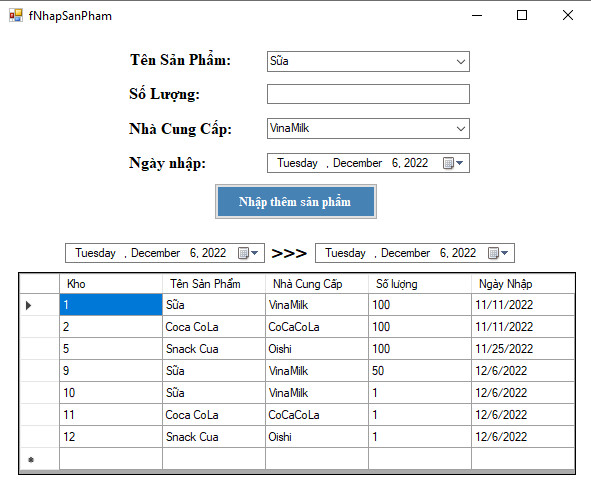 fNhapSanPham
Tên Sản Phẩm: Sữa
Số Lượng:
Nhà Cung Cấp: VinaMilk
Ngày nhập: Tuesday , December 6, 2022
Nhập thêm sản phẩm
Tuesday , December 6, 2022 >>> Tuesday , December 6, 2022
Kho Tên Sản Phẩm Nhà Cung Cấp Số lượng Ngày Nhập
1 Sữa VinaMilk 100 11/11/2022
2 Coca CoLa CoCaCoLa 100 11/11/2022
5 Snack Cua Oishi 100 11/25/2022
9 Sữa VinaMilk 50 12/6/2022
10 Sữa VinaMilk 1 12/6/2022
11 Coca CoLa CoCaCoLa 1 12/6/2022
12 Snack Cua Oishi 1 12/6/2022